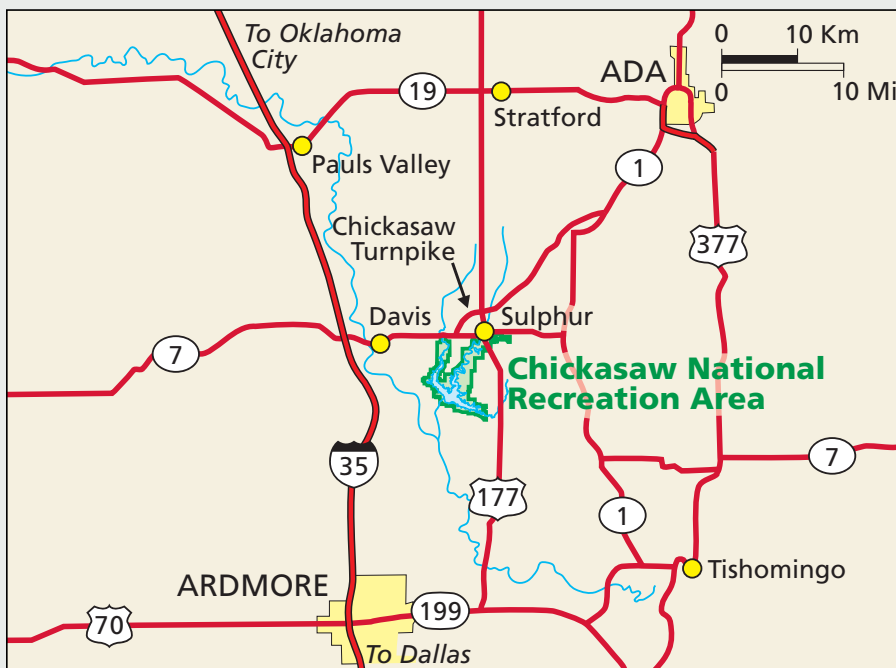 To Oklahoma
City
0 10 Km
0 10 Mi
ADA
19
Stratford
Pauls Valley
1
Chickasaw
Turnpike
377
Davis
Sulphur
7
Chickasaw National
Recreation Area
35
7
177
1
Tishomingo
ARDMORE
199
70
To Dallas